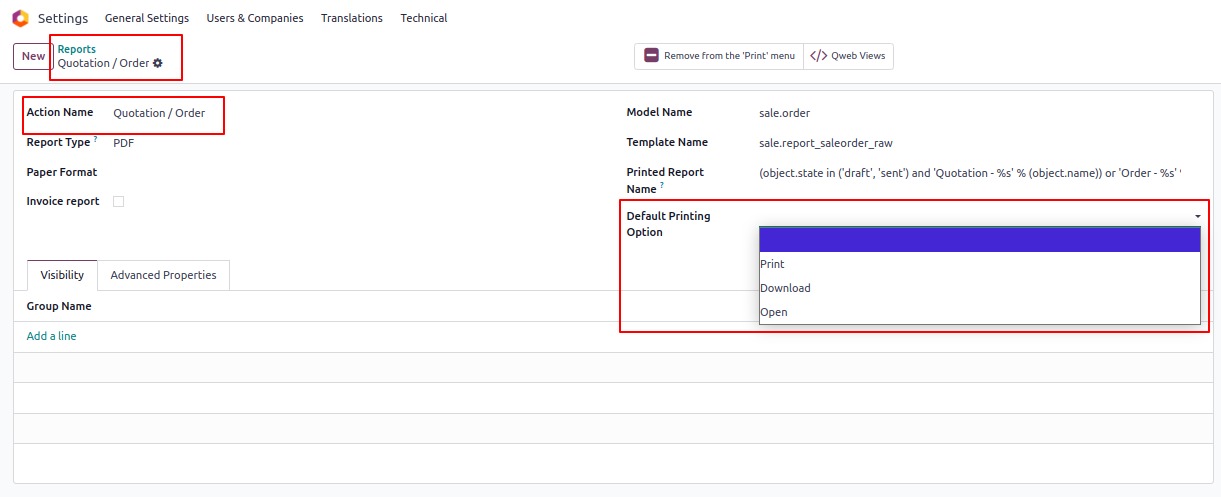 Settings General Settings Users & Companies Translations Technical
New
Reports
Quotation / Order
Remove from the 'Print' menu
Qweb Views
Action Name Quotation / Order
Report Type ? PDF
Paper Format
Invoice report
Model Name sale.order
Template Name sale.report_saleorder_raw
Printed Report
Name ?
(object.state in ('draft', 'sent') and 'Quotation - %s' % (object.name)) or 'Order - %s'
Default Printing
Option
Print
Download
Open
Visibility Advanced Properties
Group Name
Add a line